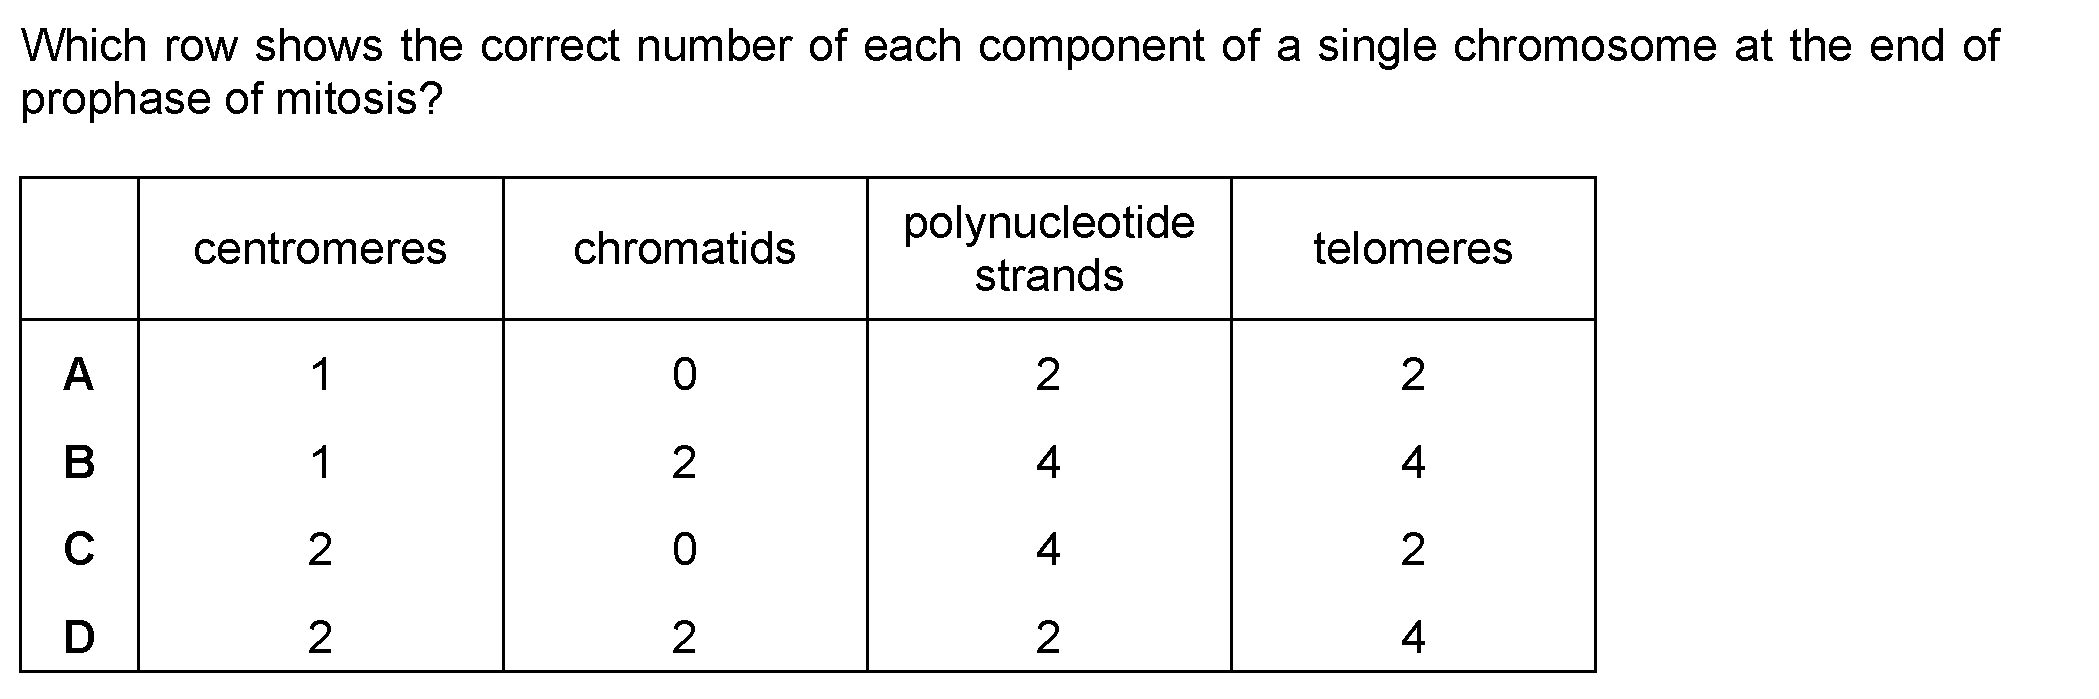 Which row shows the correct number of each component of a single chromosome at the end of
prophase of mitosis?
centromeres chromatids polynucleotide strands telomeres
A 1 0 2 2
B 1 2 4 4
C 2 0 4 2
D 2 2 2 4